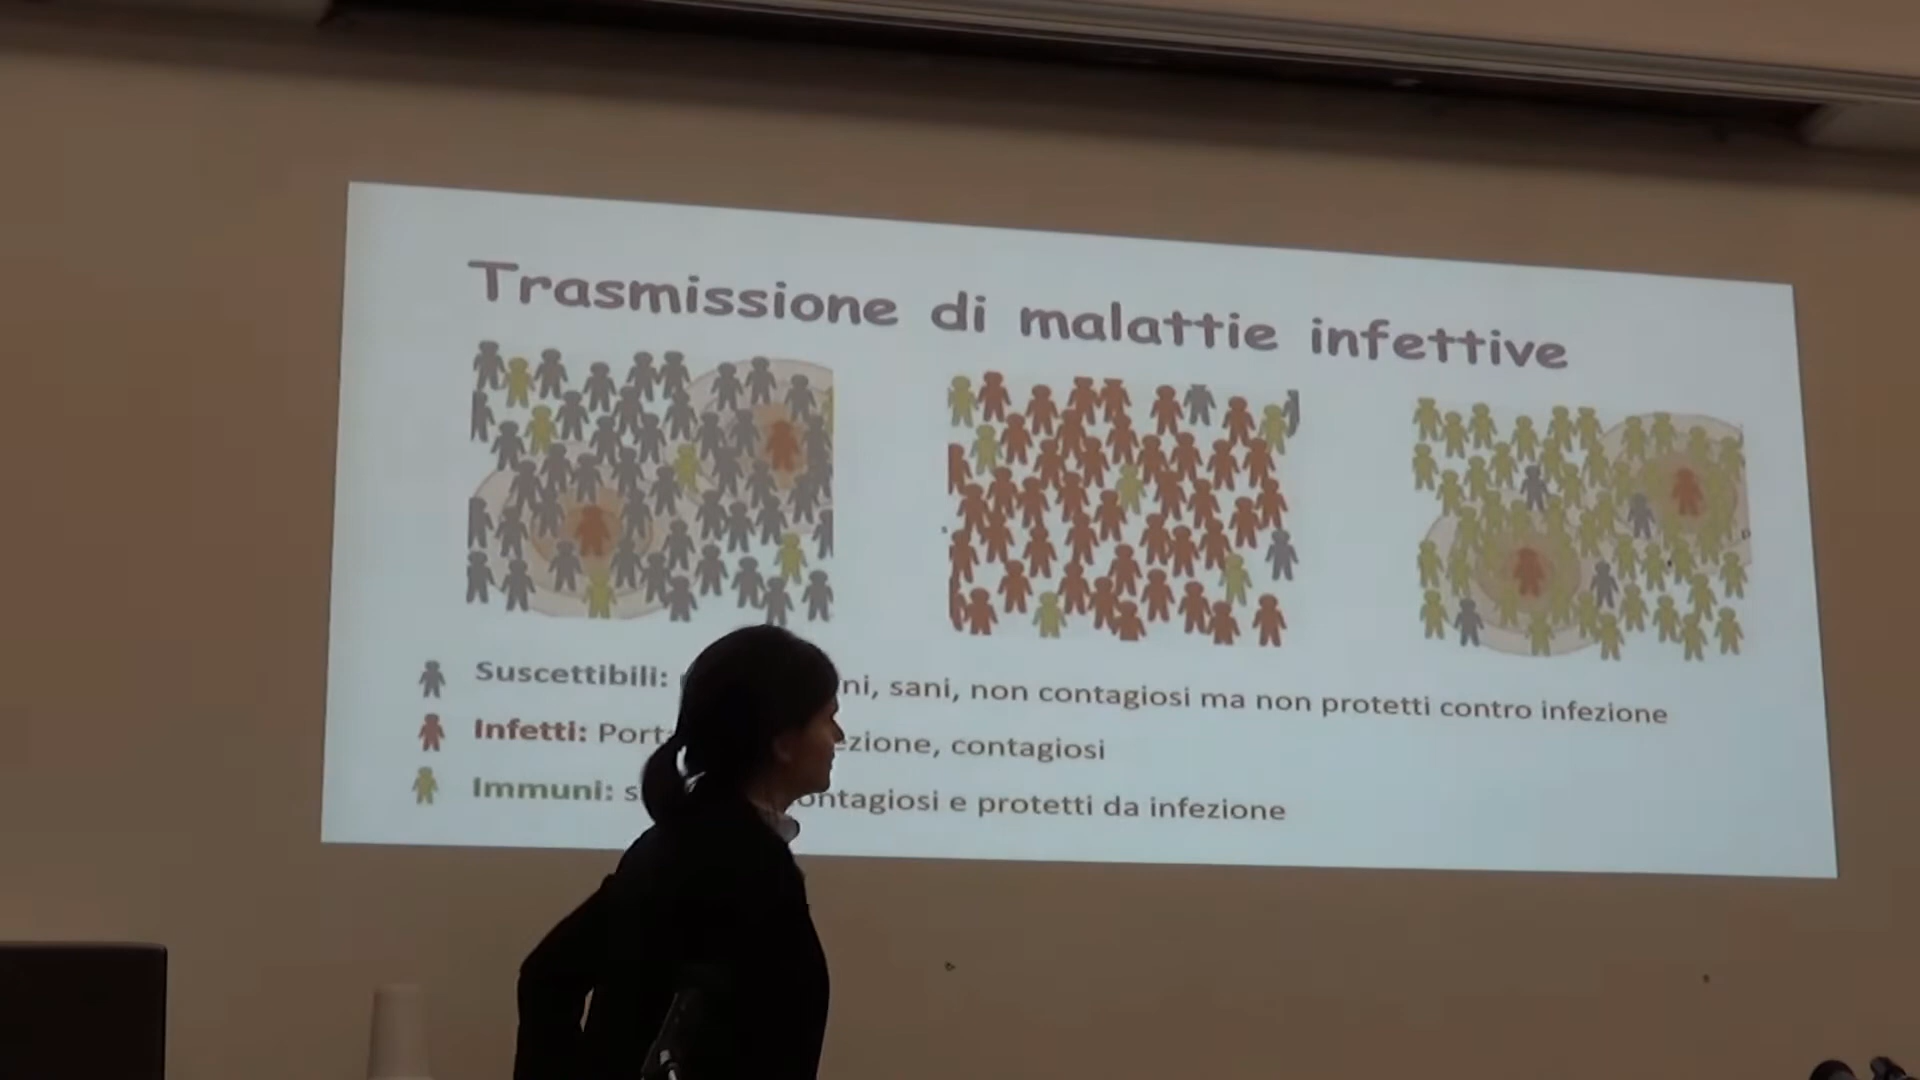 Trasmissione di malattie infettive
Suscettibili: ni, sani, non contagiosi ma non protetti contro infezione
Infetti: Port ezione, contagiosi
Immuni: s ontagiosi e protetti da infezione